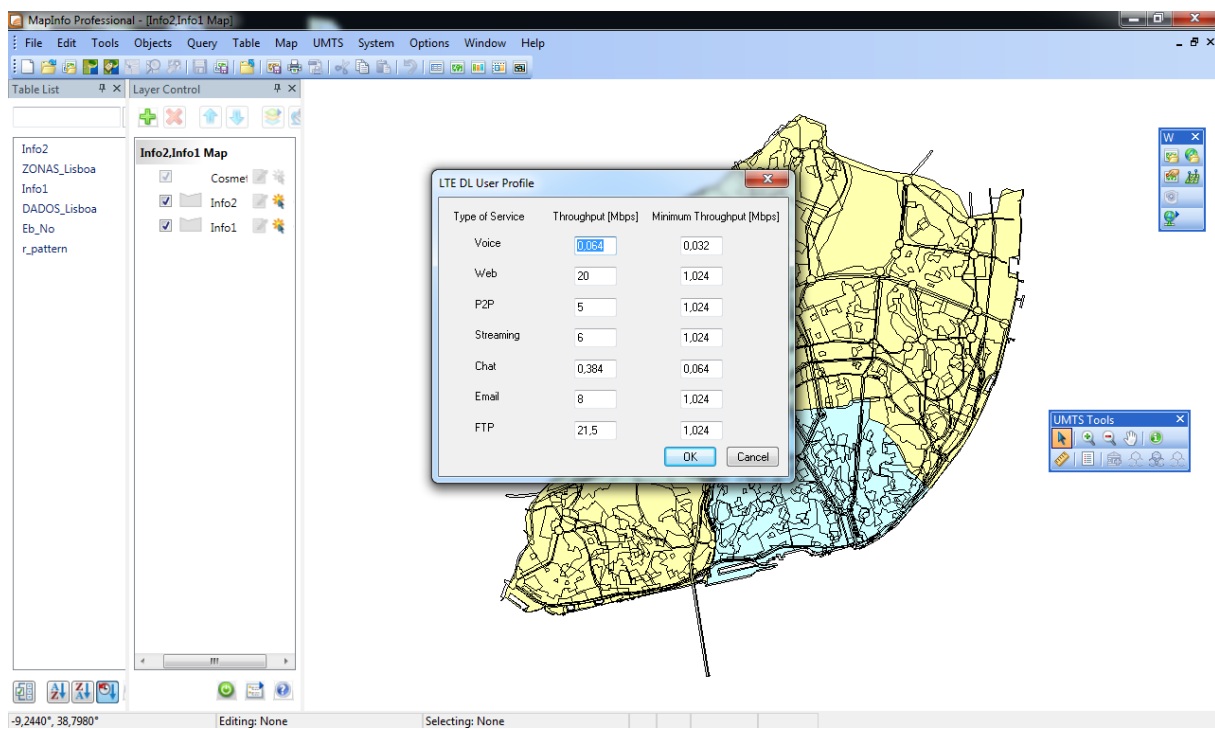 MapInfo Professional - [Info2,Info1 Map]
File Edit Tools Objects Query Table Map UMTS System Options Window Help
Table List
Layer Control
Info2
ZONAS_Lisboa
Info1
DADOS_Lisboa
Eb_No
r_pattern
Info2,Info1 Map
Cosmet
Info2
Info1
LTE DL User Profile
Type of Service Throughput [Mbps] Minimum Throughput [Mbps]
Voice 0,064 0,032
Web 20 1,024
P2P 5 1,024
Streaming 6 1,024
Chat 0,384 0,064
Email 8 1,024
FTP 21,5 1,024
OK Cancel
W
UMTS Tools
-9,2440°, 38,7980° Editing: None Selecting: None